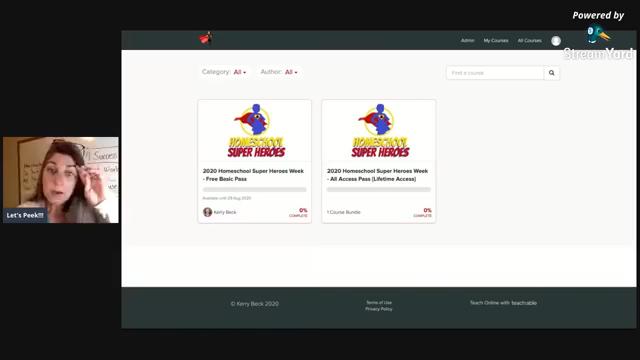 Powered by
StreamYard
Admin
My Courses
All Courses
Category: All
Author: All
Find a course
HOMESCHOOL
SUPER HEROES
2020 Homeschool Super Heroes Week
- Free Basic Pass
Available until 29 Aug 2020
Kerry Beck
0%
COMPLETE
HOMESCHOOL
SUPER HEROES
2020 Homeschool Super Heroes Week
- All Access Pass [Lifetime Access]
1 Course Bundle
0%
COMPLETE
Success
Let's Peek!!!
© Kerry Beck 2020
Terms of Use
Privacy Policy
Teach Online with teachable